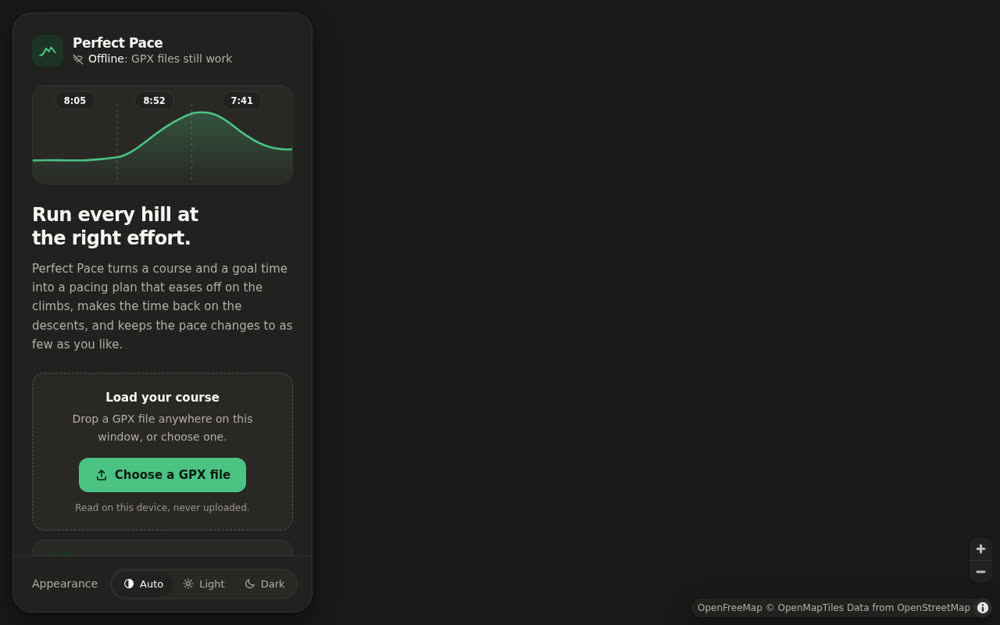 Perfect Pace
Offline: GPX files still work
8:05
8:52
7:41
Run every hill at
the right effort.
Perfect Pace turns a course and a goal time
into a pacing plan that eases off on the
climbs, makes the time back on the
descents, and keeps the pace changes to as
few as you like.
Load your course
Drop a GPX file anywhere on this
window, or choose one.
Choose a GPX file
Read on this device, never uploaded.
Appearance
Auto
Light
Dark
OpenFreeMap © OpenMapTiles Data from OpenStreetMap